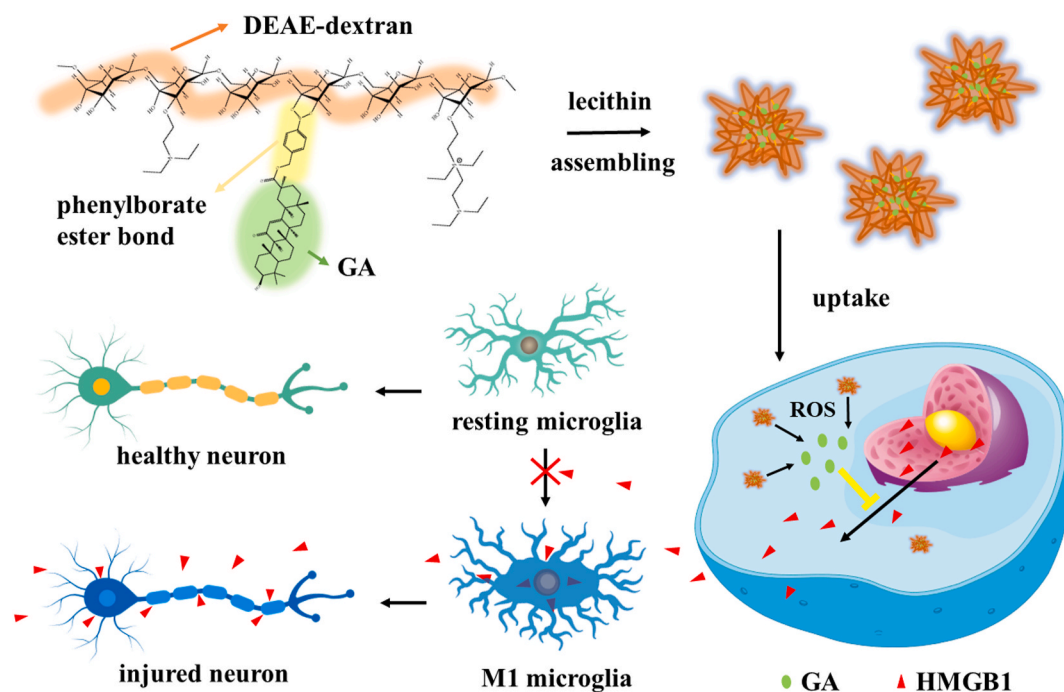 DEAE-dextran
lecithin
assembling
phenylborate
ester bond
GA
uptake
ROS
resting microglia
healthy neuron
injured neuron
M1 microglia
GA
HMGB1